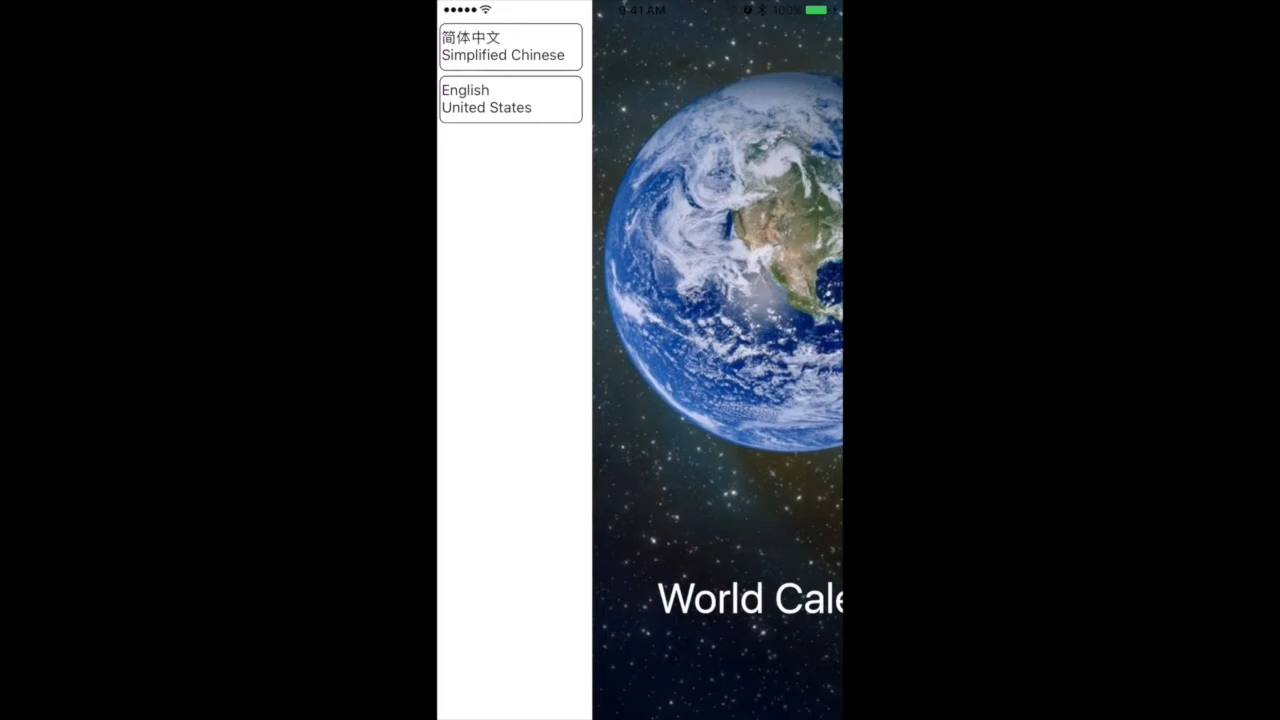 9:41 AM
100%
简体中文
Simplified Chinese
English
United States
World Cale